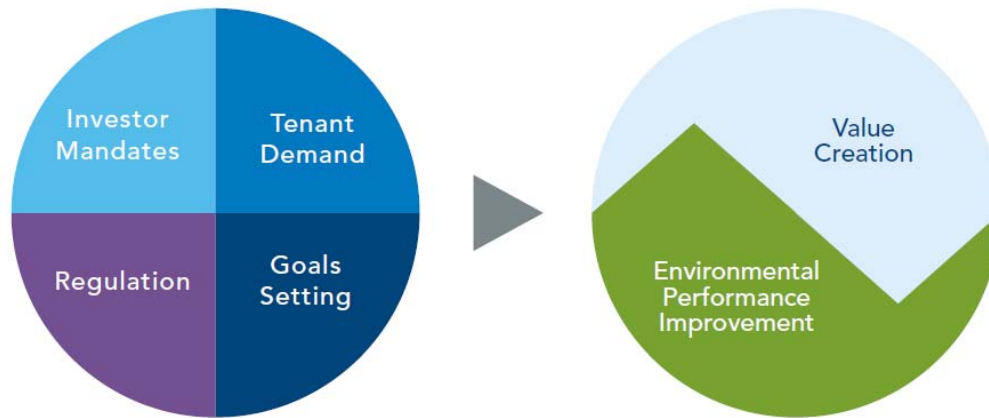 Investor
Mandates
Tenant
Demand
Regulation
Goals
Setting
Value
Creation
Environmental
Performance
Improvement